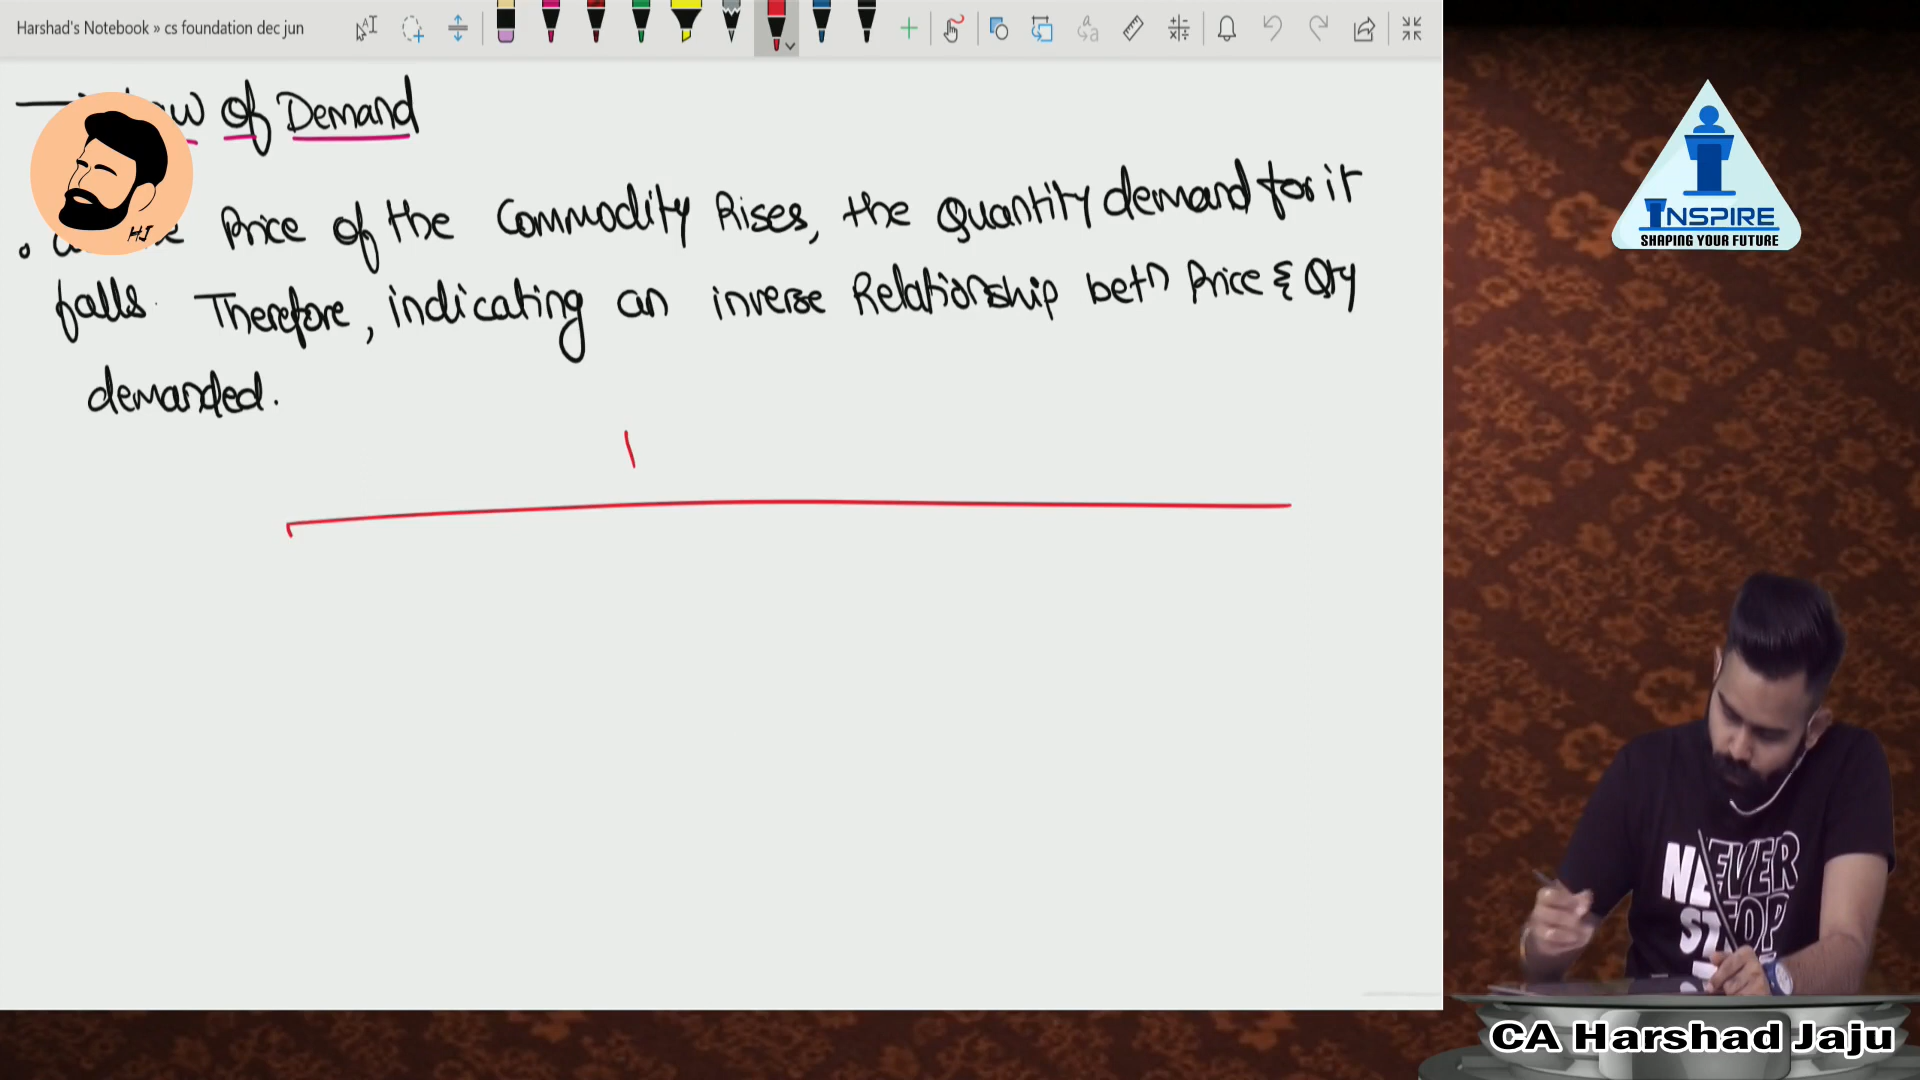 Harshad's Notebook » cs foundation dec jun
of Demand
Price of the Commodity Rises, the Quantity demand for it
falls. Therefore, indicating an inverse Relationship betn Price & Qty
demanded.
HJ
INSPIRE
SHAPING YOUR FUTURE
NEVER
STOP
CA Harshad Jaju